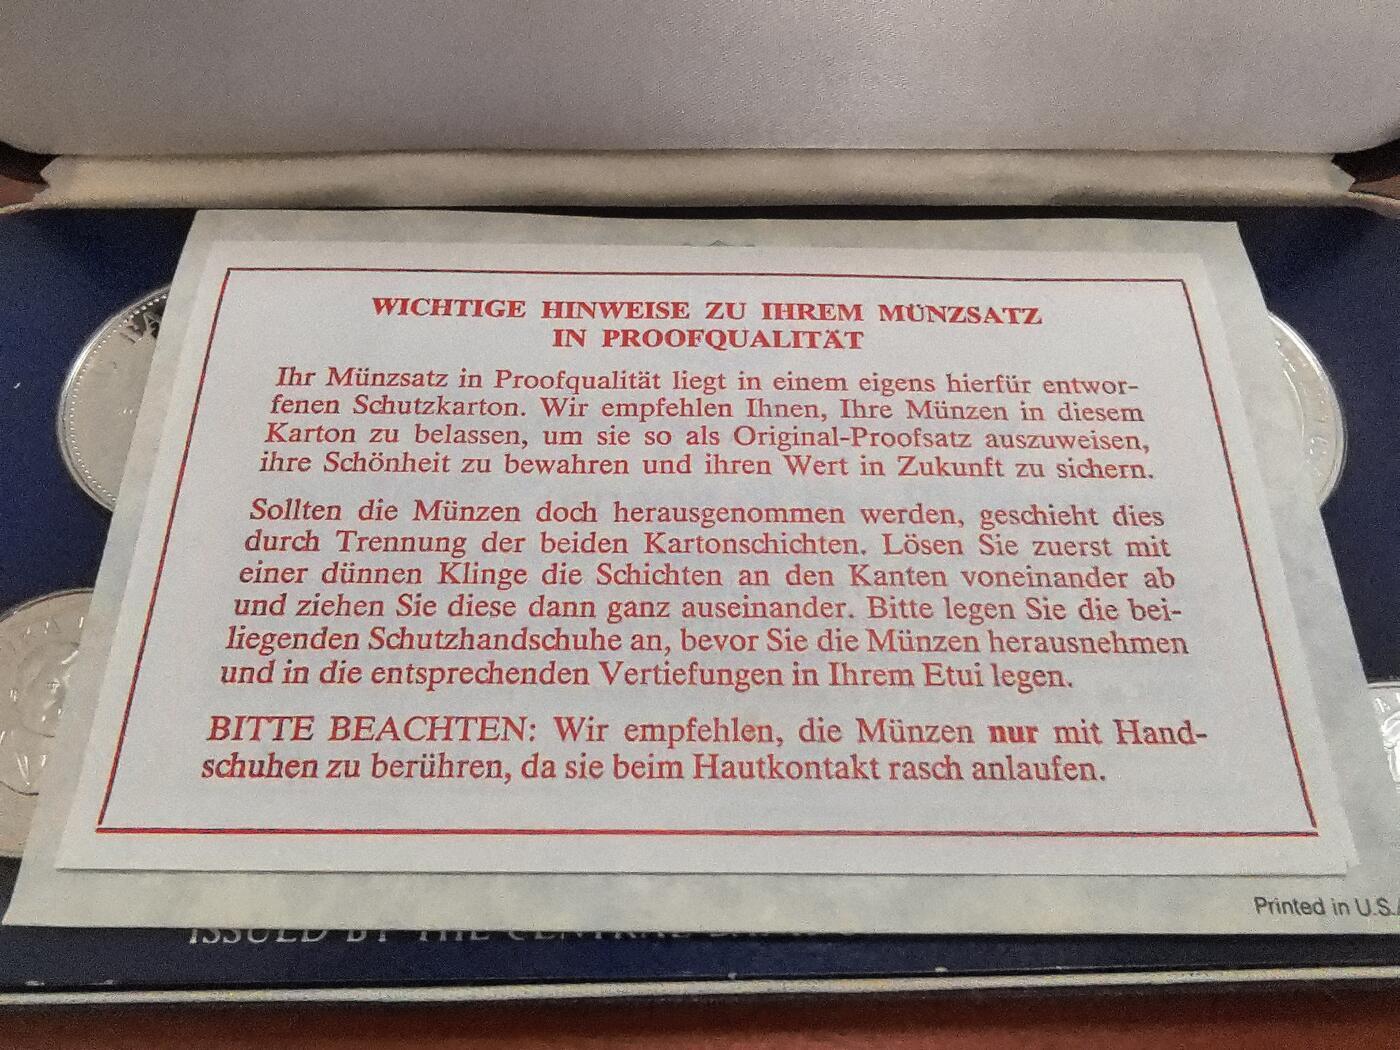 WICHTIGE HINWEISE ZU IHREM MÜNZSATZ
IN PROOFQUALITÄT
Ihr Münzsatz in Proofqualität liegt in einem eigens hierfür entwor-
fenen Schutzkarton. Wir empfehlen Ihnen, Ihre Münzen in diesem
Karton zu belassen, um sie so als Original-Proofsatz auszuweisen,
ihre Schönheit zu bewahren und ihren Wert in Zukunft zu sichern.
Sollten die Münzen doch herausgenommen werden, geschieht dies
durch Trennung der beiden Kartonschichten. Lösen Sie zuerst mit
einer dünnen Klinge die Schichten an den Kanten voneinander ab
und ziehen Sie diese dann ganz auseinander. Bitte legen Sie die bei-
liegenden Schutzhandschuhe an, bevor Sie die Münzen herausnehmen
und in die entsprechenden Vertiefungen in Ihrem Etui legen.
BITTE BEACHTEN: Wir empfehlen, die Münzen nur mit Hand-
schuhen zu berühren, da sie beim Hautkontakt rasch anlaufen.
Printed in U.S.A
ISSUED BY THE CENTRAL